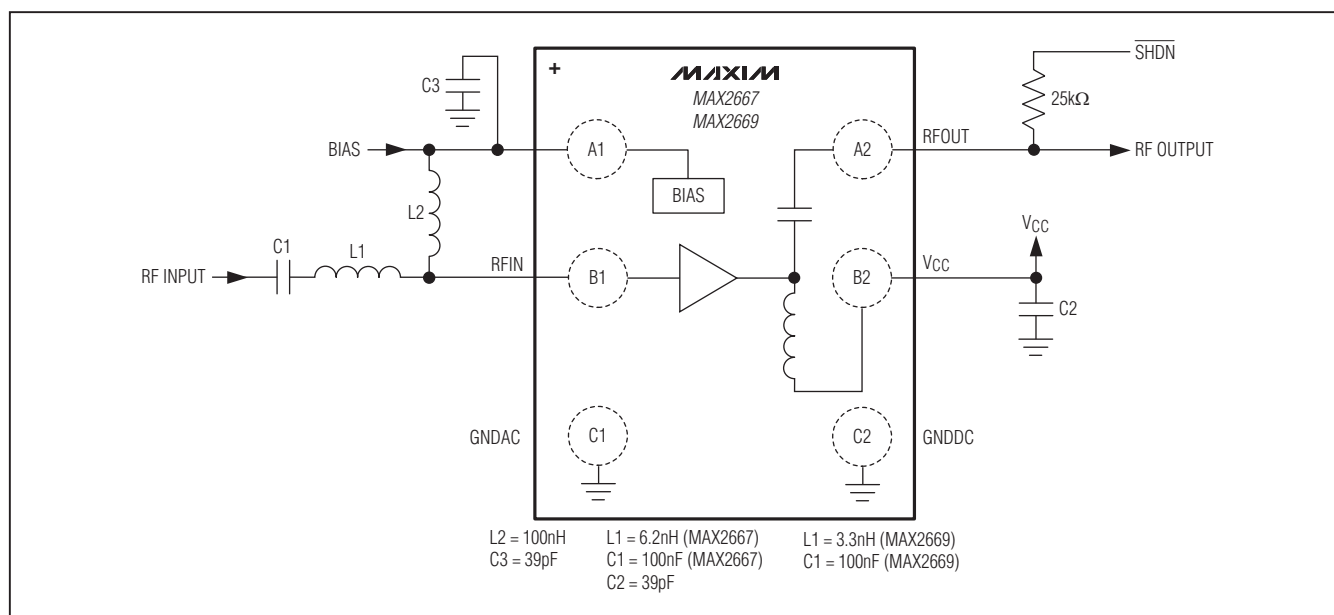 SHDN
+
MAXIM
MAX2667
MAX2669
C3
25kΩ
BIAS
A1
A2
RFOUT
RF OUTPUT
BIAS
L2
VCC
C1
L1
RF INPUT
RFIN
B1
B2
VCC
C2
GNDAC
C1
C2
GNDDC
L2 = 100nH
C3 = 39pF
L1 = 6.2nH (MAX2667)
C1 = 100nF (MAX2667)
C2 = 39pF
L1 = 3.3nH (MAX2669)
C1 = 100nF (MAX2669)